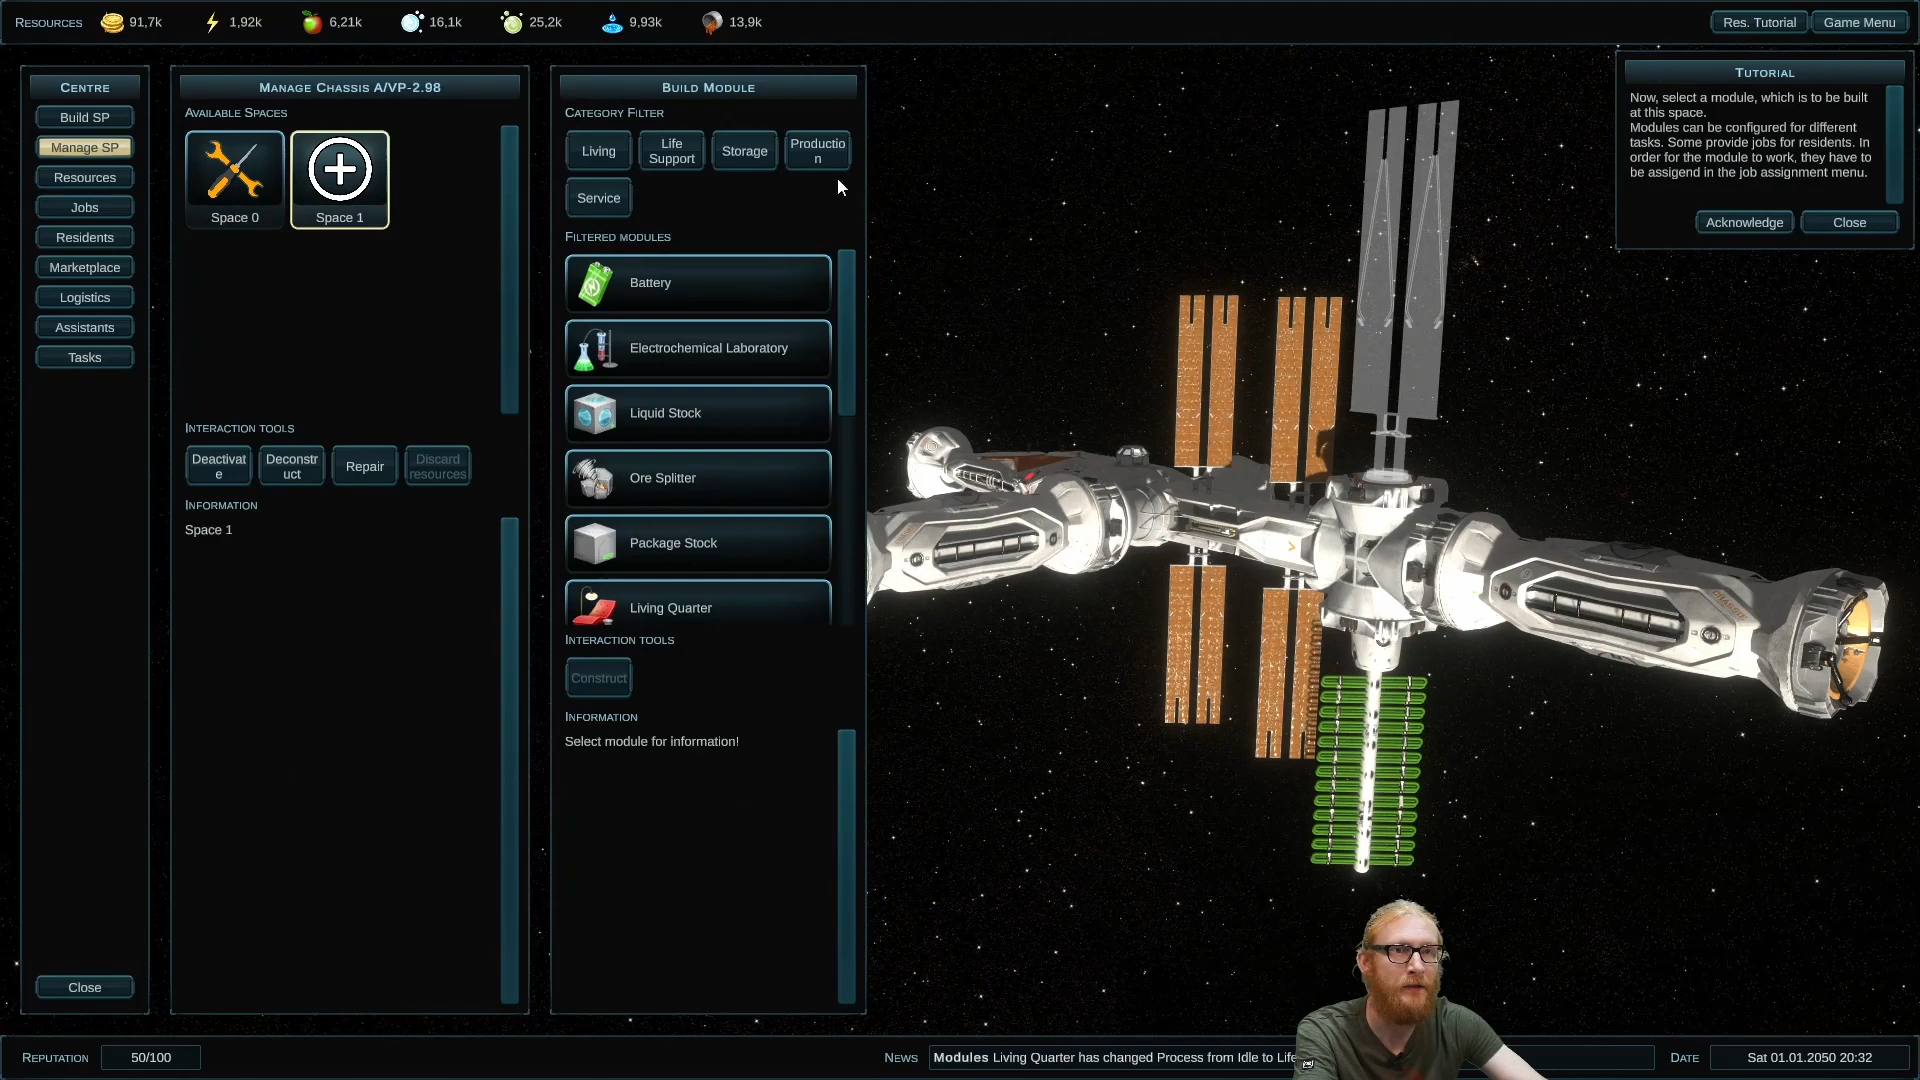 Resources 91,7k 1,92k 6,21k 16,1k 25,2k 9,93k 13,9k
Res. Tutorial
Game Menu
Centre
Build SP
Manage SP
Resources
Jobs
Residents
Marketplace
Logistics
Assistants
Tasks
Close
Manage Chassis A/VP-2.98
Available Spaces
Space 0
Space 1
Interaction tools
Deactivat
e
Deconstr
uct
Repair
Discard
resources
Information
Space 1
Build Module
Category Filter
Living
Life
Support
Storage
Productio
n
Service
Filtered modules
Battery
Electrochemical Laboratory
Liquid Stock
Ore Splitter
Package Stock
Living Quarter
Interaction tools
Construct
Information
Select module for information!
Tutorial
Now, select a module, which is to be built
at this space.
Modules can be configured for different
tasks. Some provide jobs for residents. In
order for the module to work, they have to
be assigend in the job assignment menu.
Acknowledge
Close
Reputation 50/100
News Modules Living Quarter has changed Process from Idle to Life
Date Sat 01.01.2050 20:32